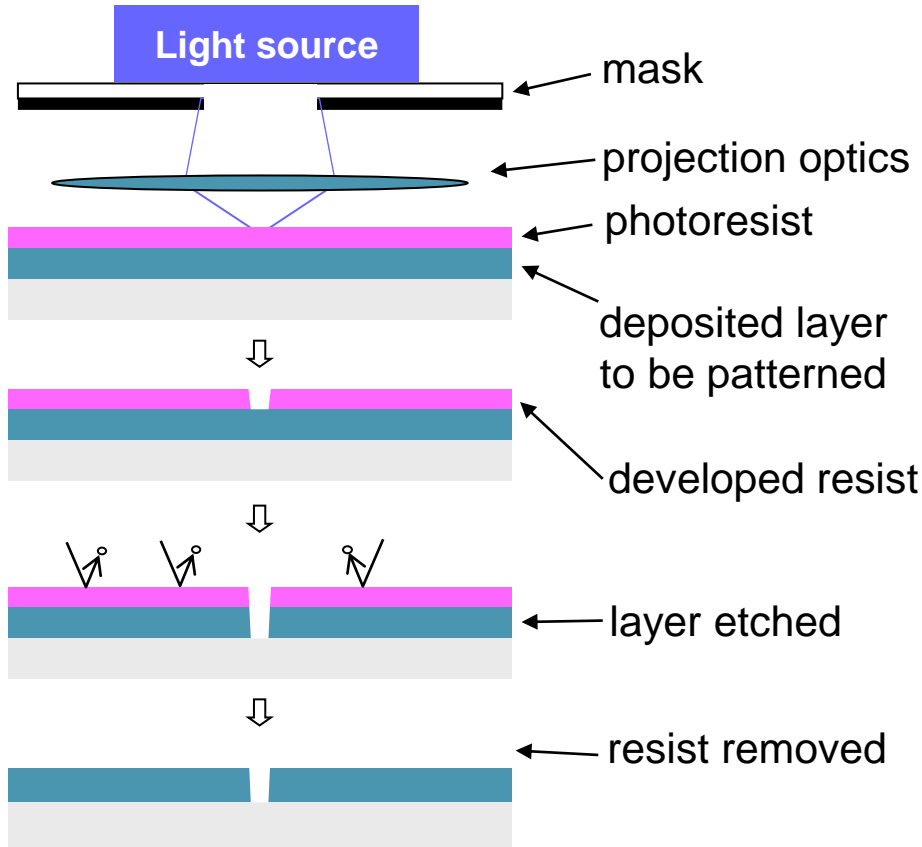 Light source
mask
projection optics
photoresist
deposited layer
to be patterned
developed resist
layer etched
resist removed